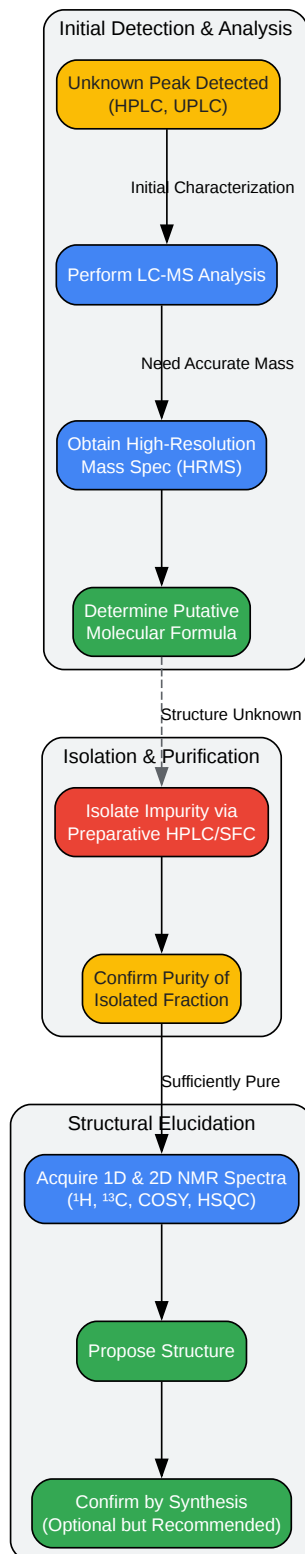 Initial Detection & Analysis
Unknown Peak Detected
(HPLC, UPLC)
Initial Characterization
Perform LC-MS Analysis
Need Accurate Mass
Obtain High-Resolution
Mass Spec (HRMS)
Determine Putative
Molecular Formula
Structure Unknown
Isolation & Purification
Isolate Impurity via
Preparative HPLC/SFC
Confirm Purity of
Isolated Fraction
Sufficiently Pure
Structural Elucidation
Acquire 1D & 2D NMR Spectra
(¹H, ¹³C, COSY, HSQC)
Propose Structure
Confirm by Synthesis
(Optional but Recommended)